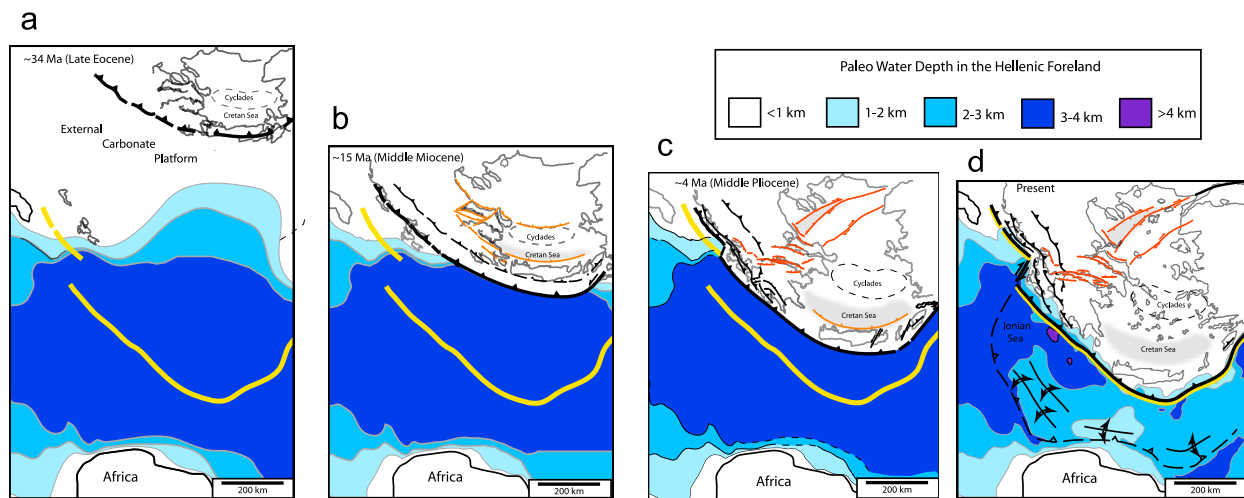 a
~34 Ma (Late Eocene)
Cyclades
Cretan Sea
External
Carbonate
Platform
Africa
200 km
b
~15 Ma (Middle Miocene)
Cyclades
Cretan Sea
Africa
200 km
Paleo Water Depth in the Hellenic Foreland
<1 km
1-2 km
2-3 km
3-4 km
>4 km
c
~4 Ma (Middle Pliocene)
Cyclades
Cretan Sea
Africa
200 km
d
Present
Cyclades
Ionian
Sea
Cretan Sea
Africa
200 km